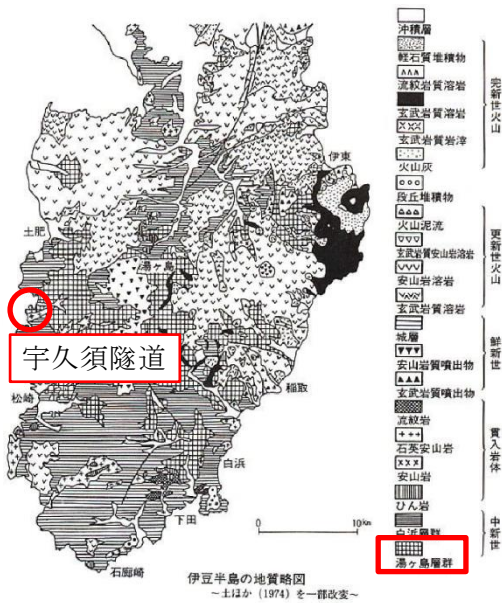 伊東
土肥
湯ヶ島
宇久須隧道
稲取
松崎
白浜
下田
石廊崎
0 10Km
伊豆半島の地質略図
~土ほか (1974) を一部改変~
沖積層
軽石質堆積物
流紋岩質溶岩
玄武岩質溶岩
玄武岩質岩滓
火山灰
完新世火山
段丘堆積物
火山泥流
玄武岩質安山岩溶岩
安山岩溶岩
玄武岩質溶岩
更新世火山
城層
安山岩質噴出物
玄武岩質噴出物
鮮新世
流紋岩
石英安山岩
安山岩
ひん岩
貫入岩体
白浜層群
湯ヶ島層群
中新世